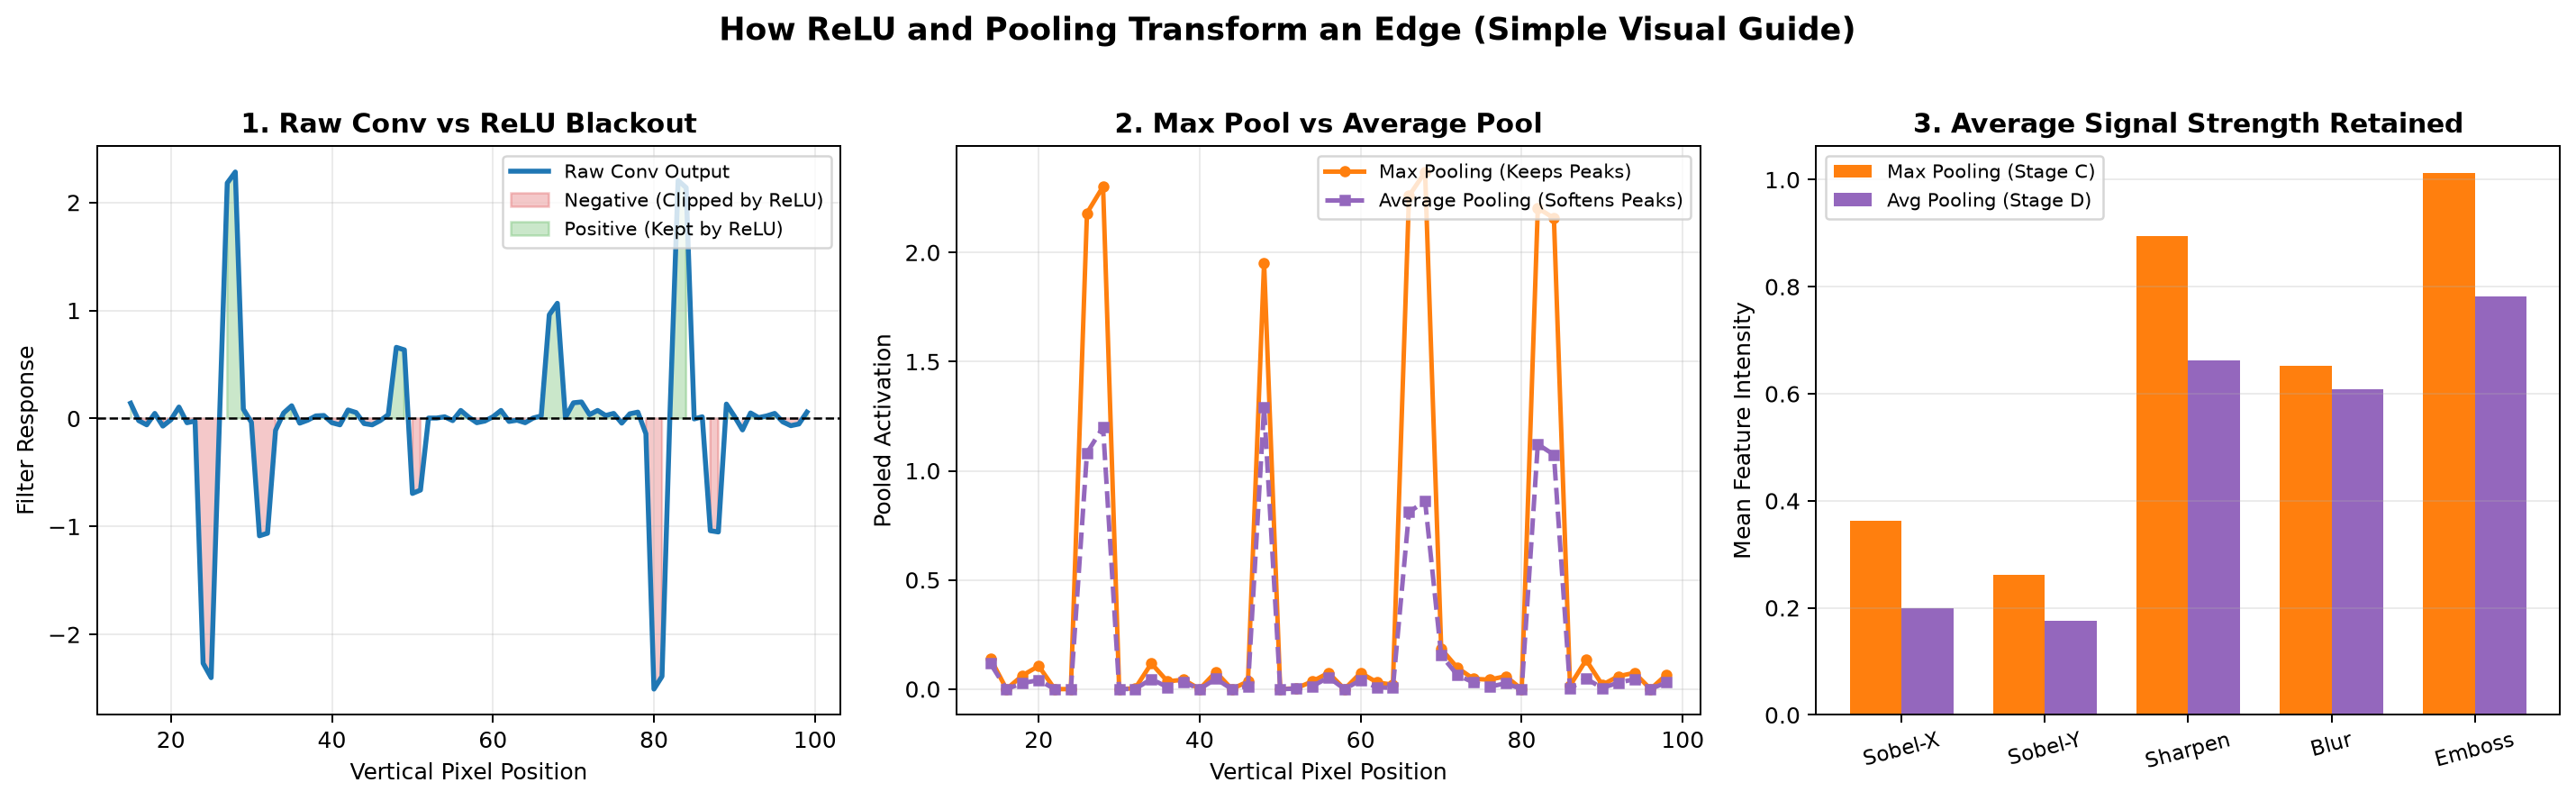 How ReLU and Pooling Transform an Edge (Simple Visual Guide)
1. Raw Conv vs ReLU Blackout
Raw Conv Output
Negative (Clipped by ReLU)
Positive (Kept by ReLU)
Filter Response
2
1
0
−1
−2
20 40 60 80 100
Vertical Pixel Position
2. Max Pool vs Average Pool
Max Pooling (Keeps Peaks)
Average Pooling (Softens Peaks)
Pooled Activation
2.0
1.5
1.0
0.5
0.0
20 40 60 80 100
Vertical Pixel Position
3. Average Signal Strength Retained
Max Pooling (Stage C)
Avg Pooling (Stage D)
Mean Feature Intensity
1.0
0.8
0.6
0.4
0.2
0.0
Sobel-X Sobel-Y Sharpen Blur Emboss